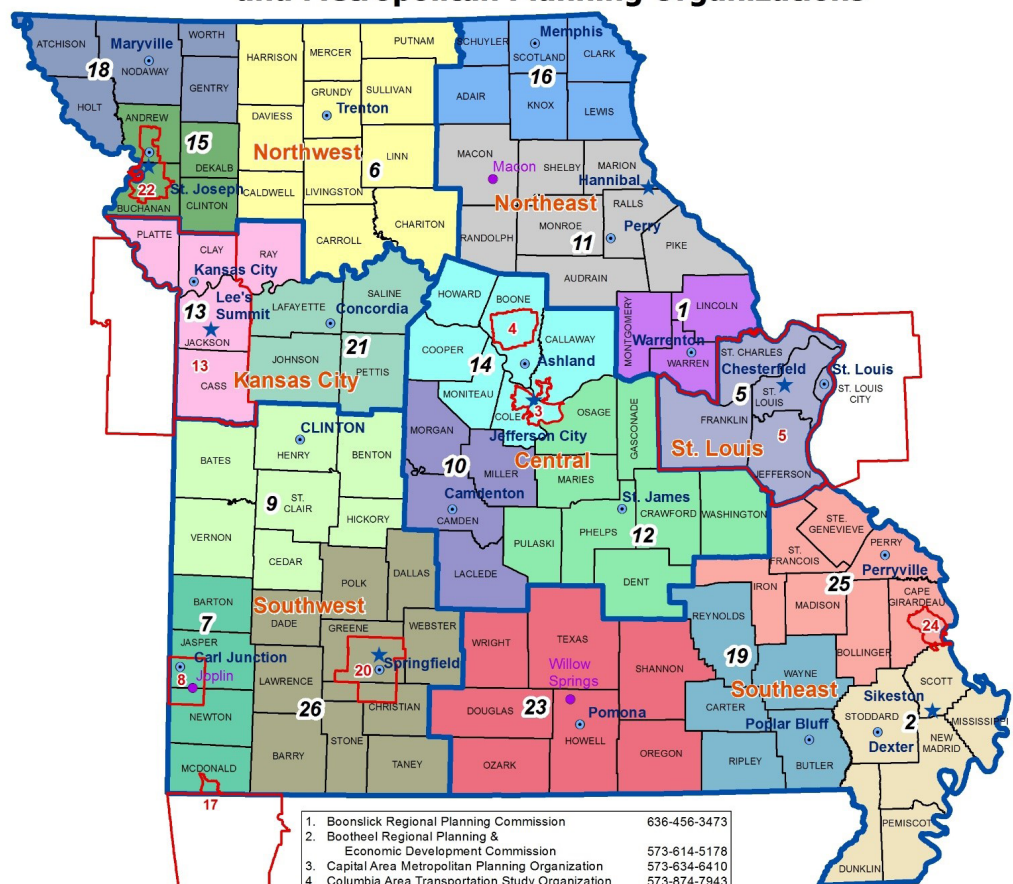 and Metropolitan Planning Organizations
ATCHISON
Maryville
NODAWAY
WORTH
18
HOLT
GENTRY
HARRISON
MERCER
PUTNAM
GRUNDY
SULLIVAN
Trenton
DAVIESS
Northwest
6
LINN
CALDWELL
LIVINGSTON
CARROLL
CHARITON
SCHUYLER
Memphis
SCOTLAND
CLARK
16
ADAIR
KNOX
LEWIS
ANDREW
15
DEKALB
22
St. Joseph
BUCHANAN
CLINTON
MACON
Macon
SHELBY
MARION
Hannibal
Northeast
RALLS
MONROE
Perry
RANDOLPH
11
PIKE
AUDRAIN
PLATTE
CLAY
RAY
Kansas City
Lee's
Summit
13
JACKSON
13
CASS
Kansas City
LAFAYETTE
SALINE
Concordia
JOHNSON
21
PETTIS
HOWARD
BOONE
4
CALLAWAY
COOPER
14
Ashland
MONITEAU
COLE
3
Jefferson City
OSAGE
Central
MONTGOMERY
1
LINCOLN
Warrenton
WARREN
ST. CHARLES
Chesterfield
St. Louis
5
ST.
LOUIS
ST. LOUIS
CITY
FRANKLIN
5
St. Louis
JEFFERSON
GASCONADE
MORGAN
10
MILLER
Camdenton
CAMDEN
LACLEDE
MARIES
St. James
CRAWFORD
WASHINGTON
PULASKI
PHELPS
12
DENT
CLINTON
BATES
HENRY
BENTON
9
ST.
CLAIR
VERNON
HICKORY
CEDAR
POLK
DALLAS
Southwest
BARTON
DADE
7
GREENE
WEBSTER
JASPER
Carl Junction
8
Joplin
20
Springfield
LAWRENCE
NEWTON
26
CHRISTIAN
STONE
BARRY
TANEY
MCDONALD
17
WRIGHT
TEXAS
SHANNON
Willow
Springs
DOUGLAS
23
Pomona
HOWELL
OZARK
OREGON
STE.
GENEVIEVE
ST.
FRANCOIS
PERRY
Perryville
IRON
25
MADISON
CAPE
GIRARDEAU
24
BOLLINGER
REYNOLDS
19
WAYNE
Southeast
CARTER
Poplar Bluff
RIPLEY
BUTLER
SCOTT
Sikeston
STODDARD
2
MISSISSIPPI
Dexter
NEW
MADRID
PEMISCOT
DUNKLIN
1. Boonslick Regional Planning Commission 636-456-3473
2. Bootheel Regional Planning &
Economic Development Commission 573-614-5178
3. Capital Area Metropolitan Planning Organization 573-634-6410
4. Columbia Area Transportation Study Organization 573-874-7943